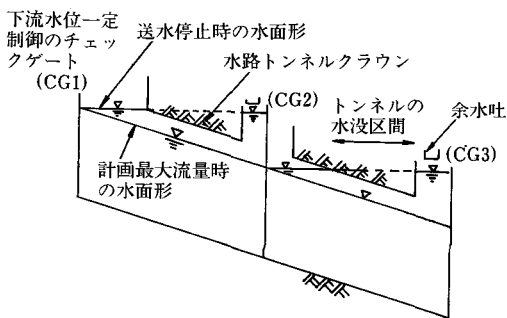 下流水位一定
制御のチェッ
クゲート
(CG1)
送水停止時の水面形
水路トンネルクラウン
(CG2)
トンネルの
水没区間
余水吐
(CG3)
計画最大流量時
の水面形